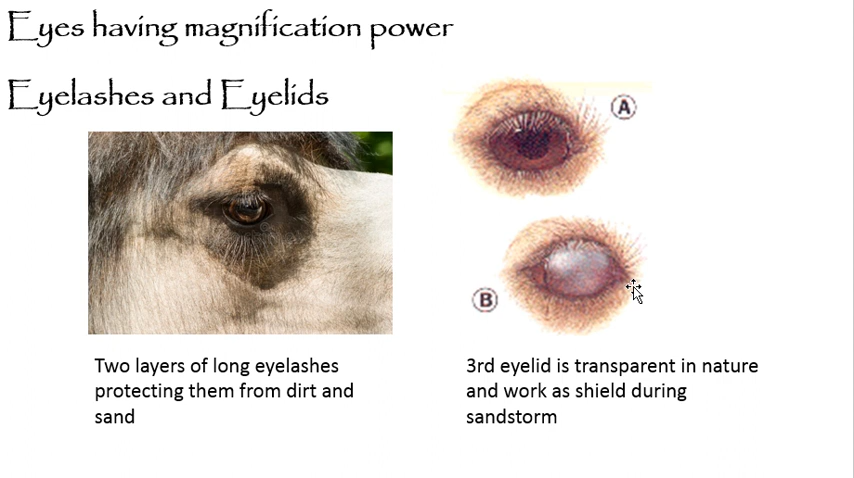 Eyes having magnification power
Eyelashes and Eyelids
A
B
Two layers of long eyelashes
protecting them from dirt and
sand
3rd eyelid is transparent in nature
and work as shield during
sandstorm